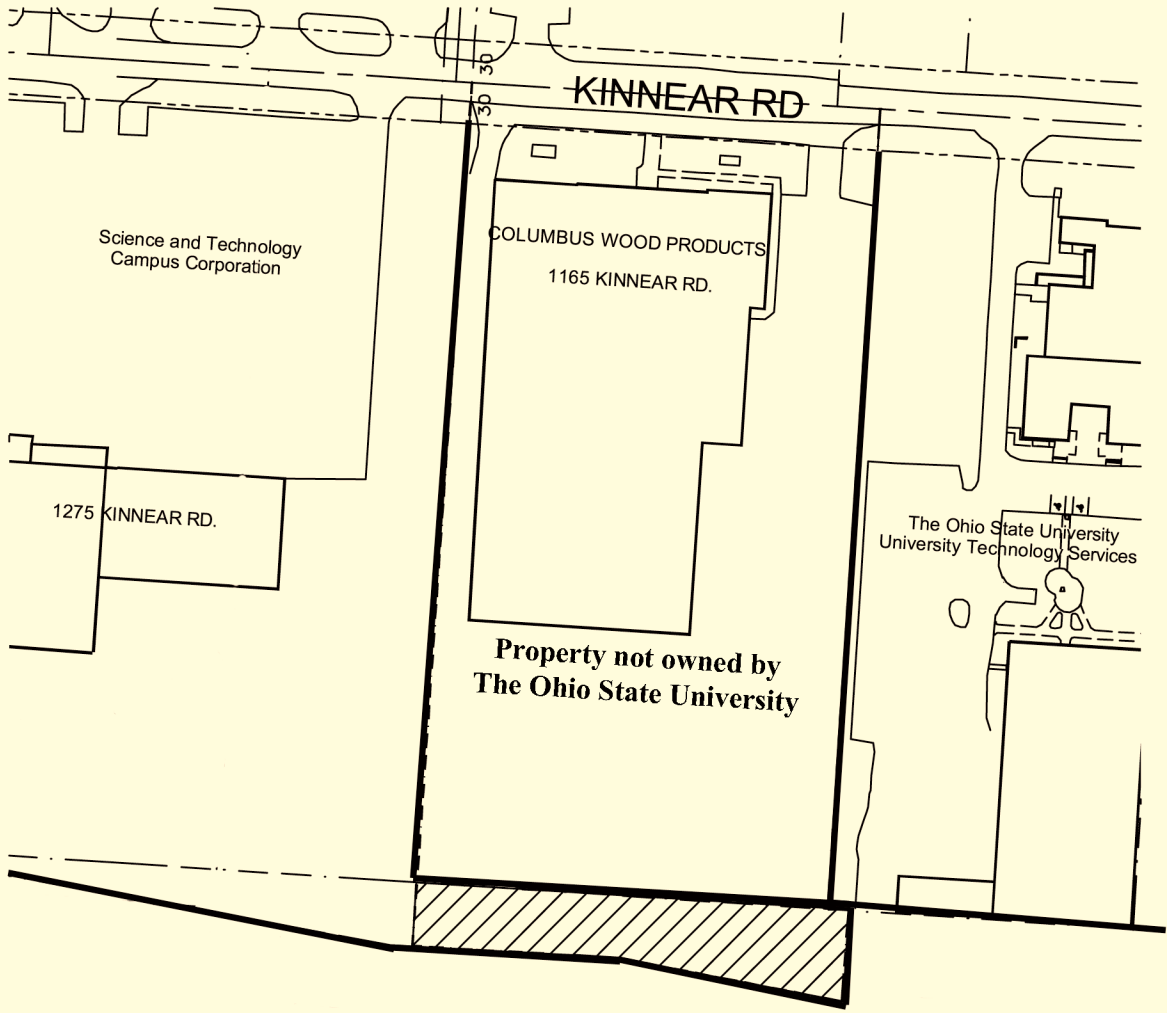 30
30
KINNEAR RD
Science and Technology
Campus Corporation
COLUMBUS WOOD PRODUCTS
1165 KINNEAR RD.
1275 KINNEAR RD.
The Ohio State University
University Technology Services
Property not owned by
The Ohio State University